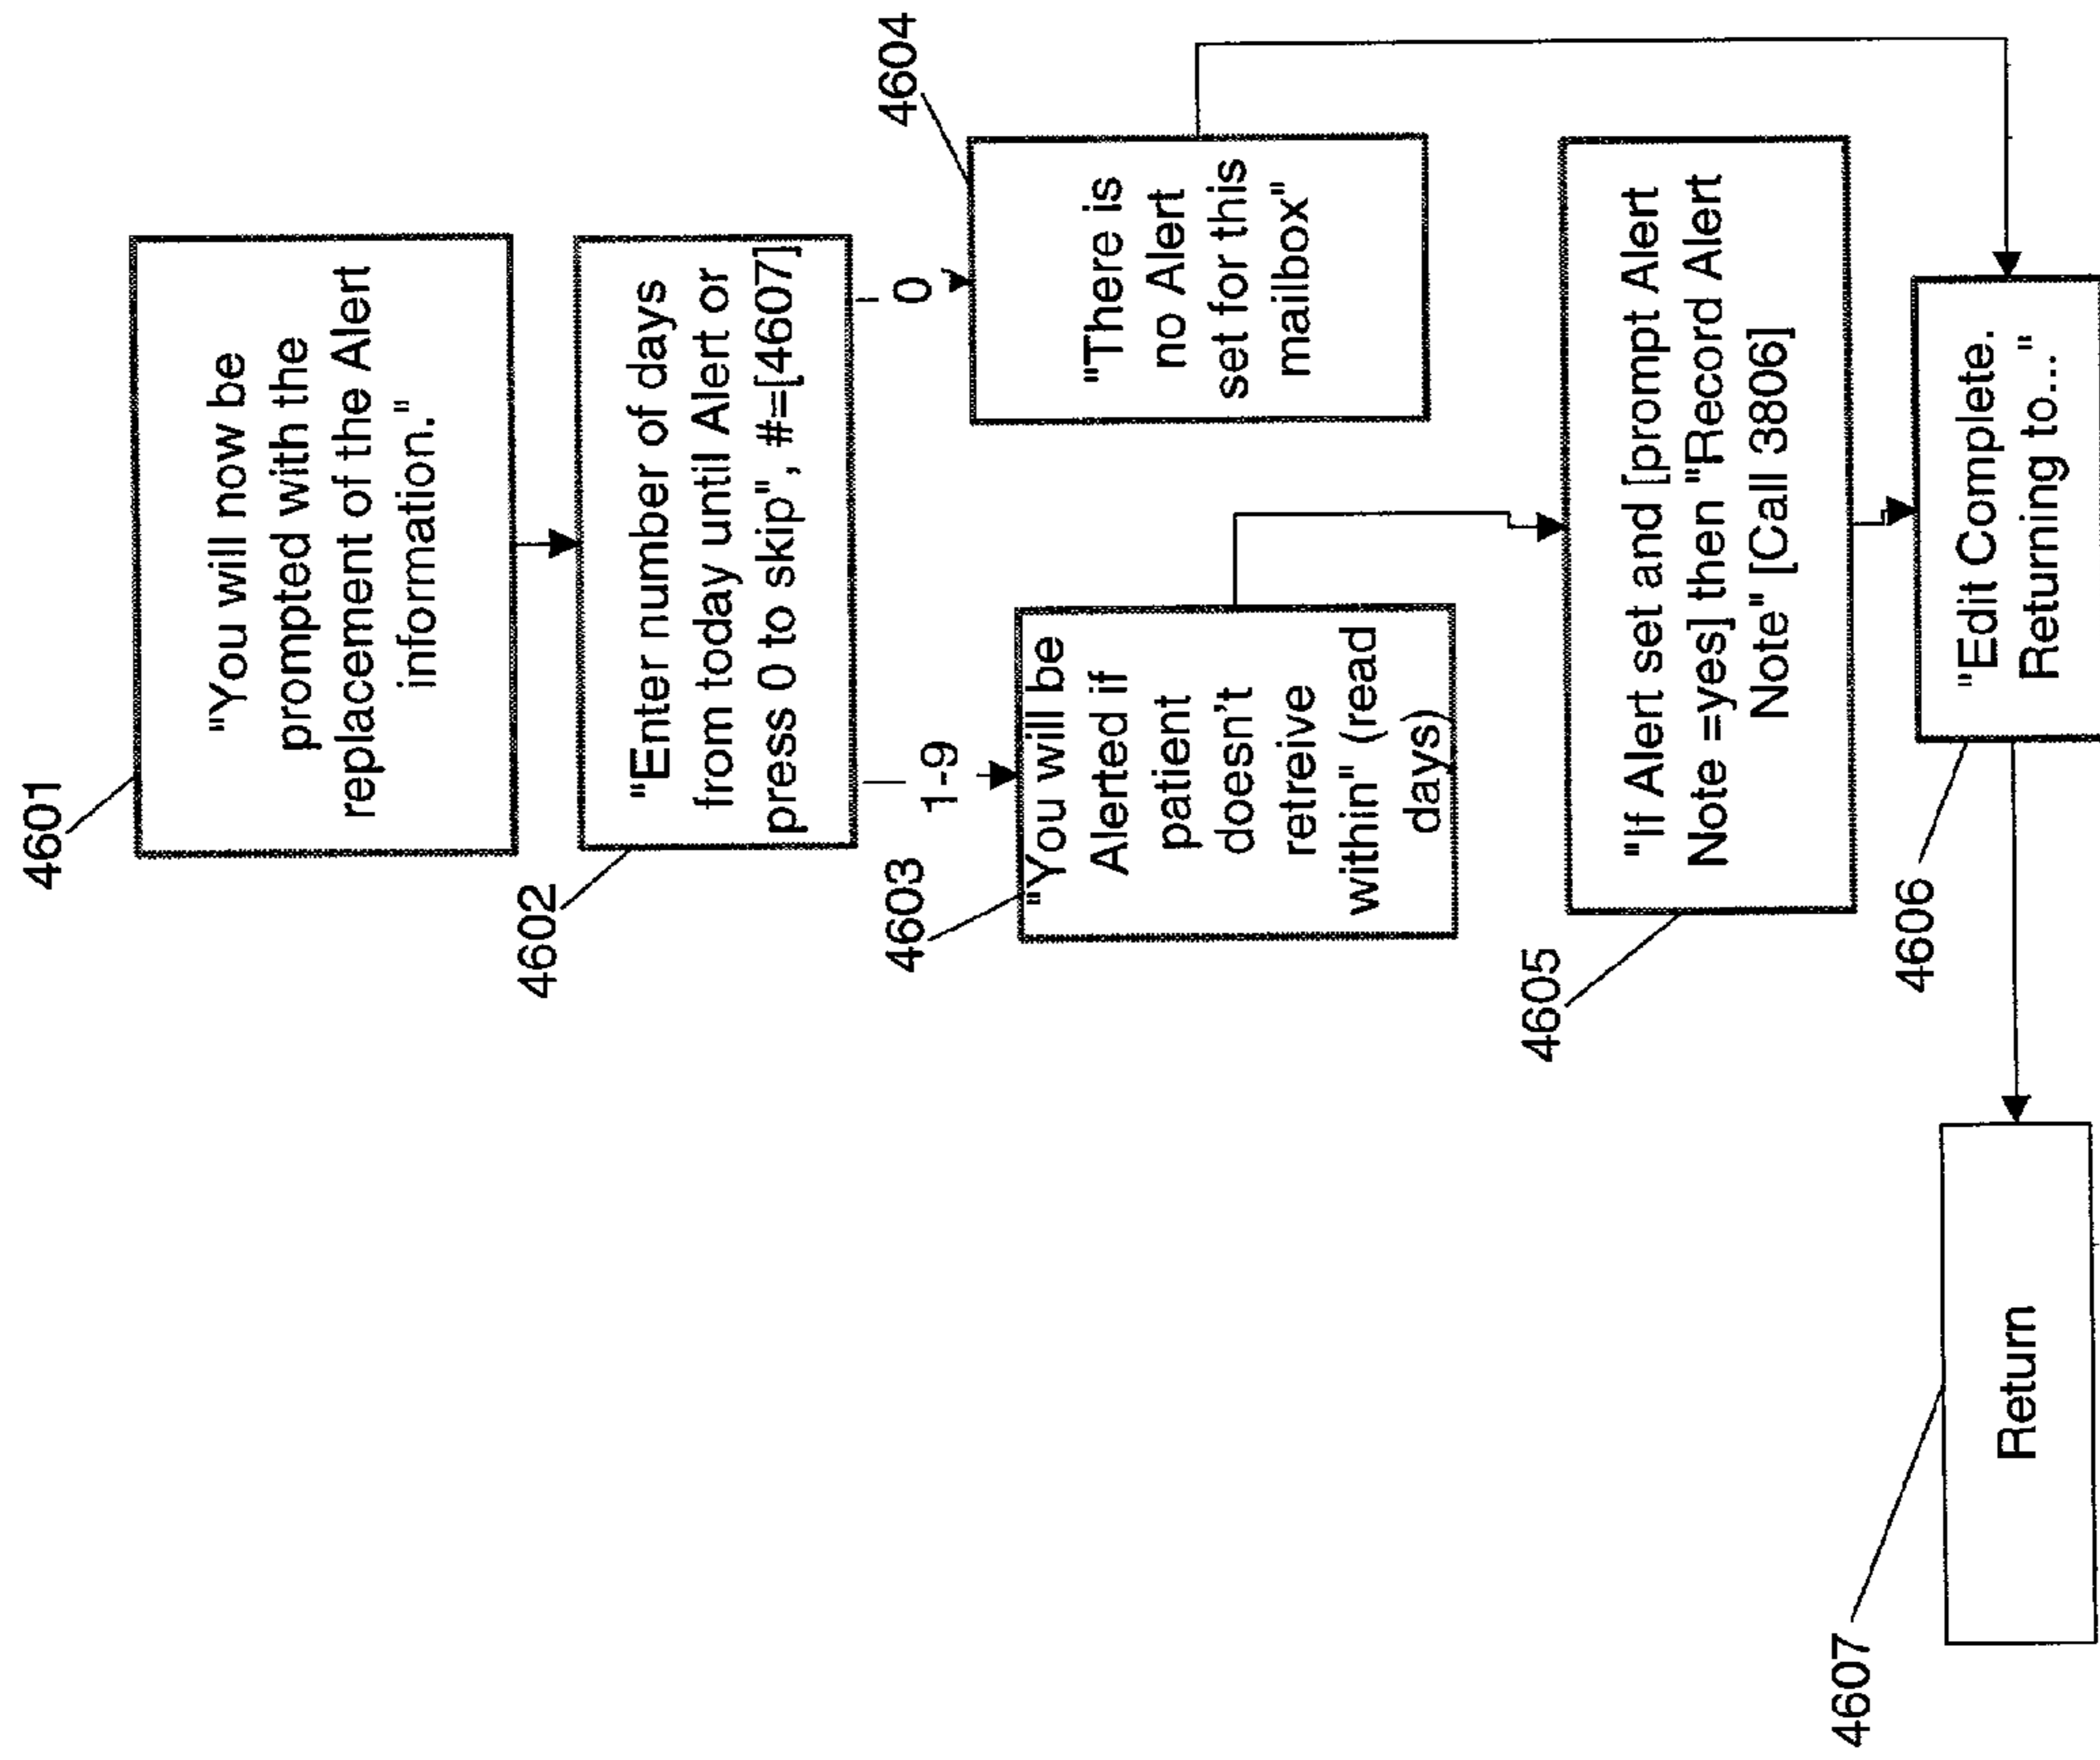 4601
"You will now be
prompted with the
replacement of the Alert
information."
4602
"Enter number of days
from today until Alert or
press 0 to skip", #=[4607]
1-9
0
4603
"You will be
Alerted if
patient
doesn't
retreive
within" (read
days)
4604
"There is
no Alert
set for this
mailbox"
4605
"If Alert set and [prompt Alert
Note =yes] then "Record Alert
Note" [Call 3806]
4606
"Edit Complete.
Returning to..."
4607
Return